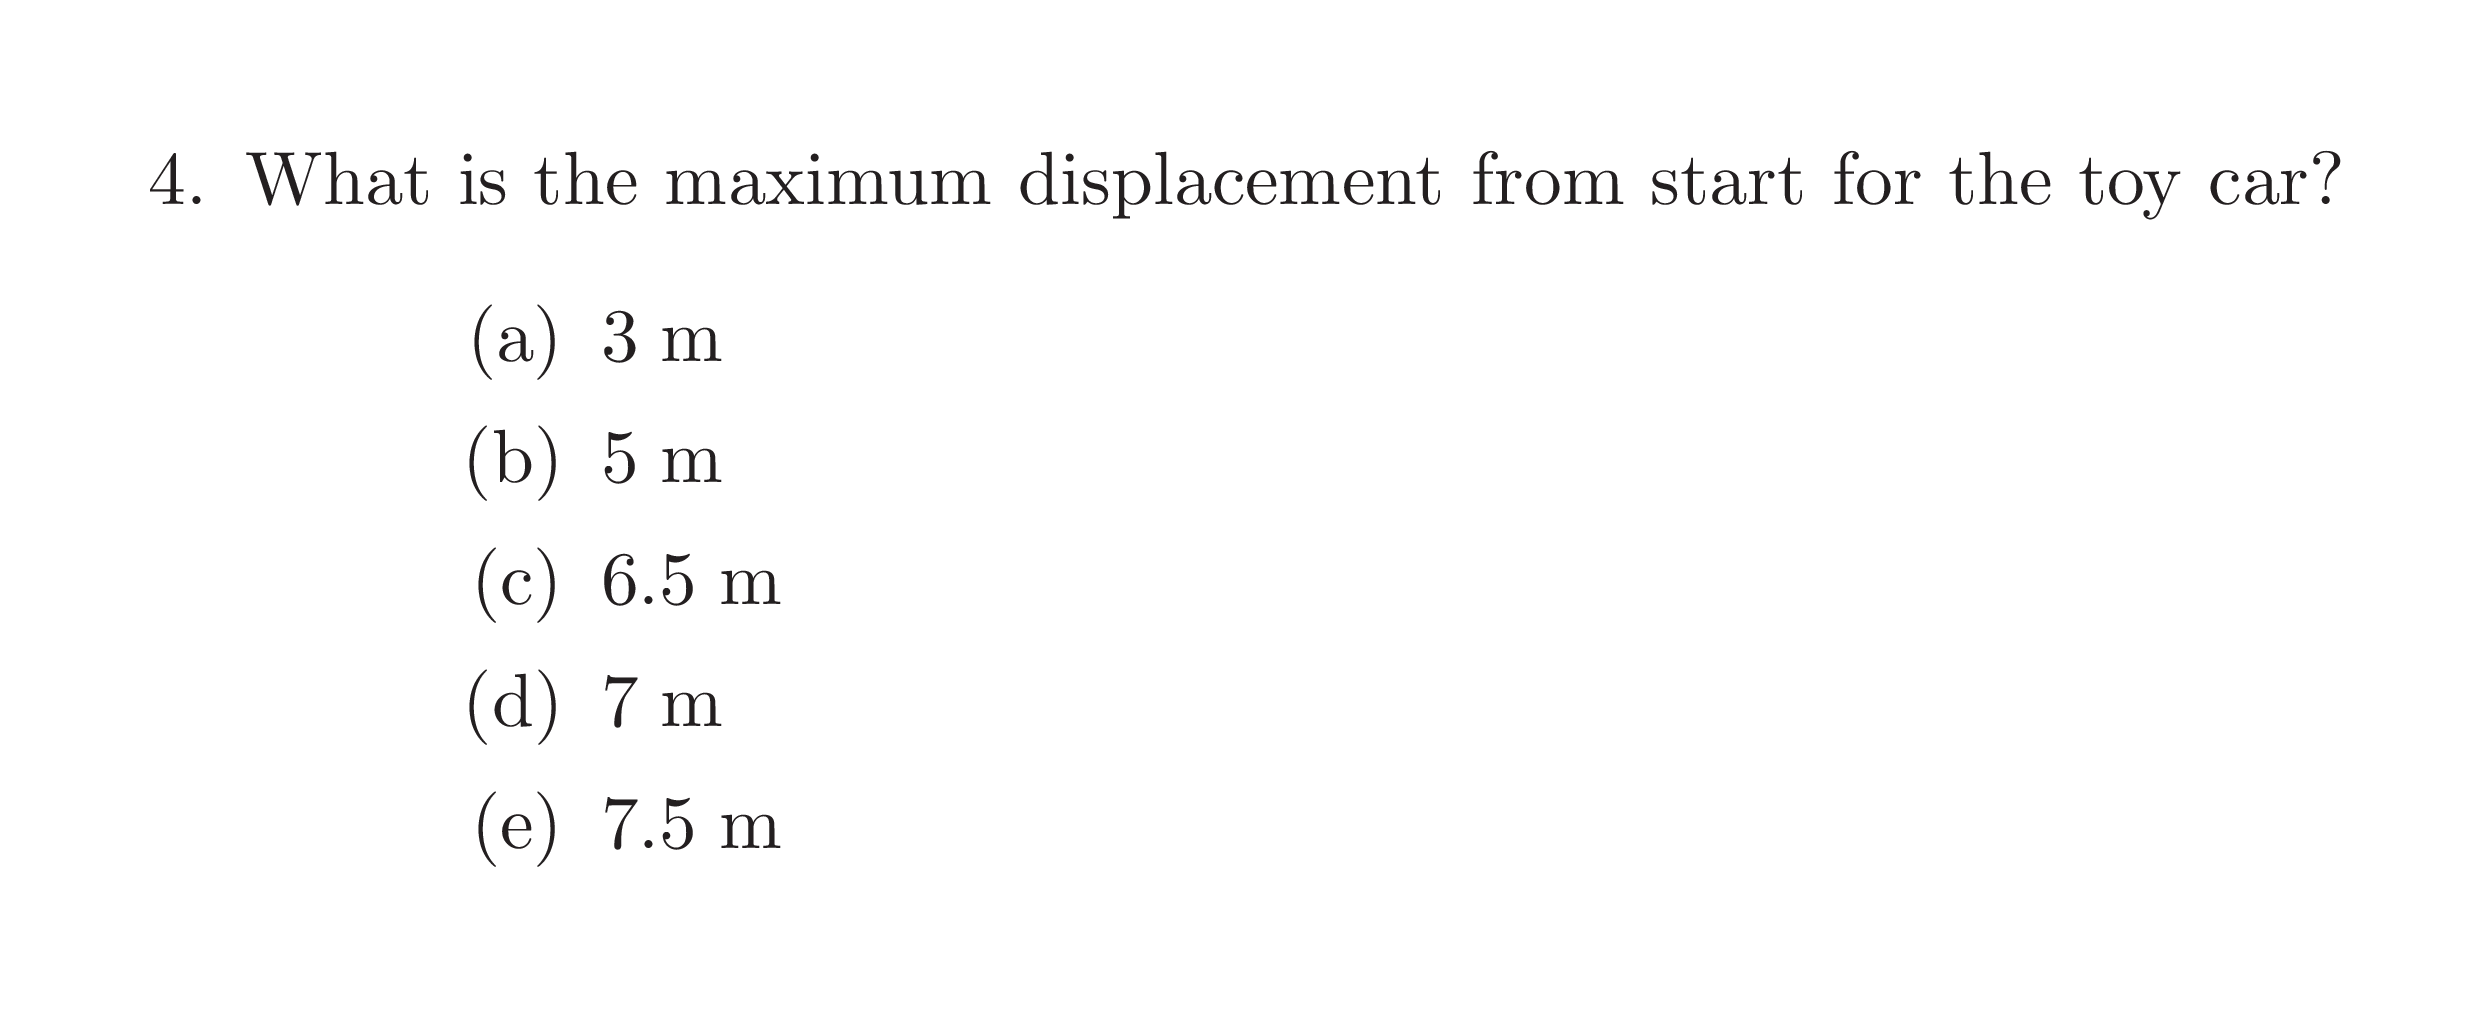 4. What is the maximum displacement from start for the toy car?
(a) 3 m
(b) 5 m
(c) 6.5 m
(d) 7 m
(e) 7.5 m